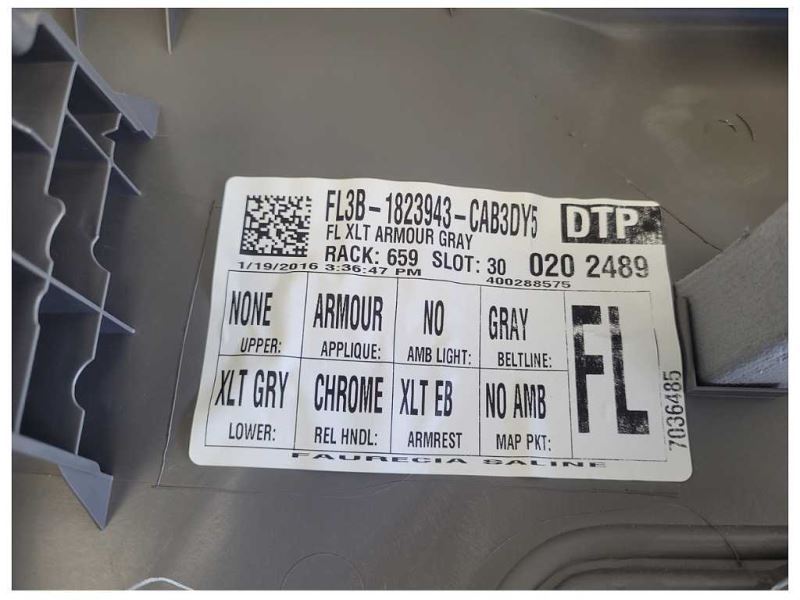 FL3B-1823943-CAB3DY5 DTP
FL XLT ARMOUR GRAY
RACK: 659 SLOT: 30 020 2489
1/19/2016 3:36:47 PM 400288575
NONE ARMOUR NO GRAY FL
UPPER: APPLIQUE: AMB LIGHT: BELTLINE:
XLT GRY CHROME XLT EB NO AMB
LOWER: REL HNDL: ARMREST MAP PKT:
7036485
FAURECIA SALINE